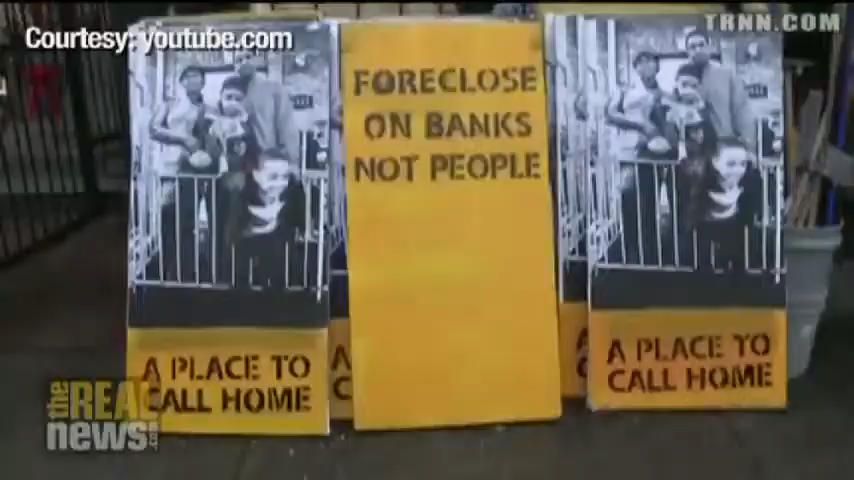 Courtesy: youtube.com
TRNN.COM
FORECLOSE
ON BANKS
NOT PEOPLE
A PLACE TO
CALL HOME
A
C
A
C
A PLACE TO
CALL HOME
the REAL
news.com